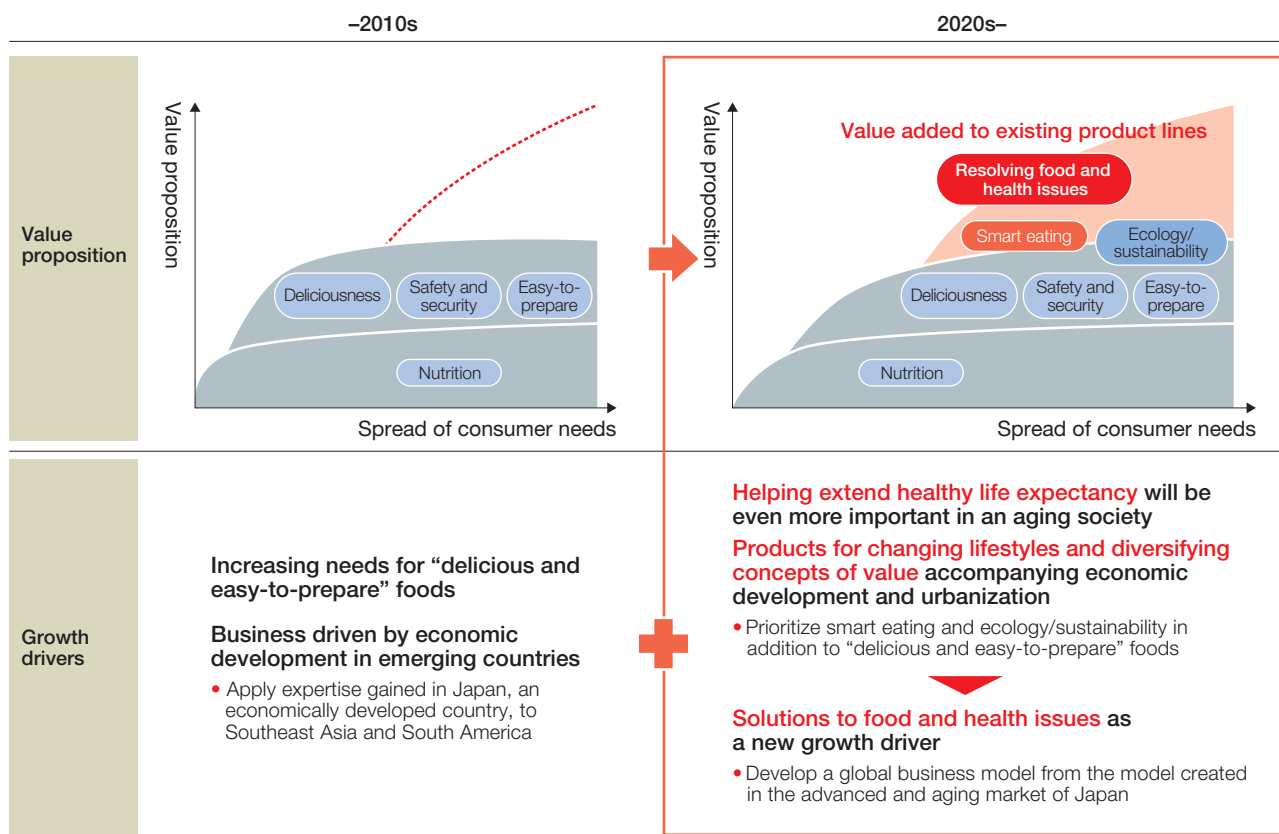 –2010s
2020s–
Value
proposition
Value proposition
Deliciousness
Safety and
security
Easy-to-
prepare
Nutrition
Spread of consumer needs
Value proposition
Value added to existing product lines
Resolving food and
health issues
Smart eating
Ecology/
sustainability
Deliciousness
Safety and
security
Easy-to-
prepare
Nutrition
Spread of consumer needs
Growth
drivers
Increasing needs for “delicious and
easy-to-prepare” foods
Business driven by economic
development in emerging countries
• Apply expertise gained in Japan, an
economically developed country, to
Southeast Asia and South America
Helping extend healthy life expectancy will be
even more important in an aging society
Products for changing lifestyles and diversifying
concepts of value accompanying economic
development and urbanization
• Prioritize smart eating and ecology/sustainability in
addition to “delicious and easy-to-prepare” foods
Solutions to food and health issues as
a new growth driver
• Develop a global business model from the model created
in the advanced and aging market of Japan